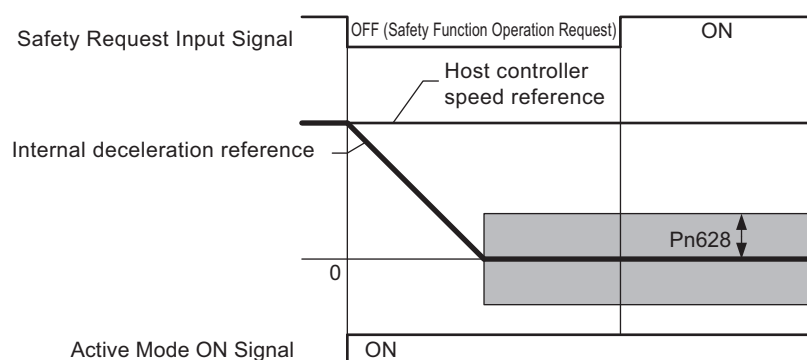 Safety Request Input Signal
OFF (Safety Function Operation Request)
ON
Host controller
speed reference
Internal deceleration reference
Pn628
0
Active Mode ON Signal
ON